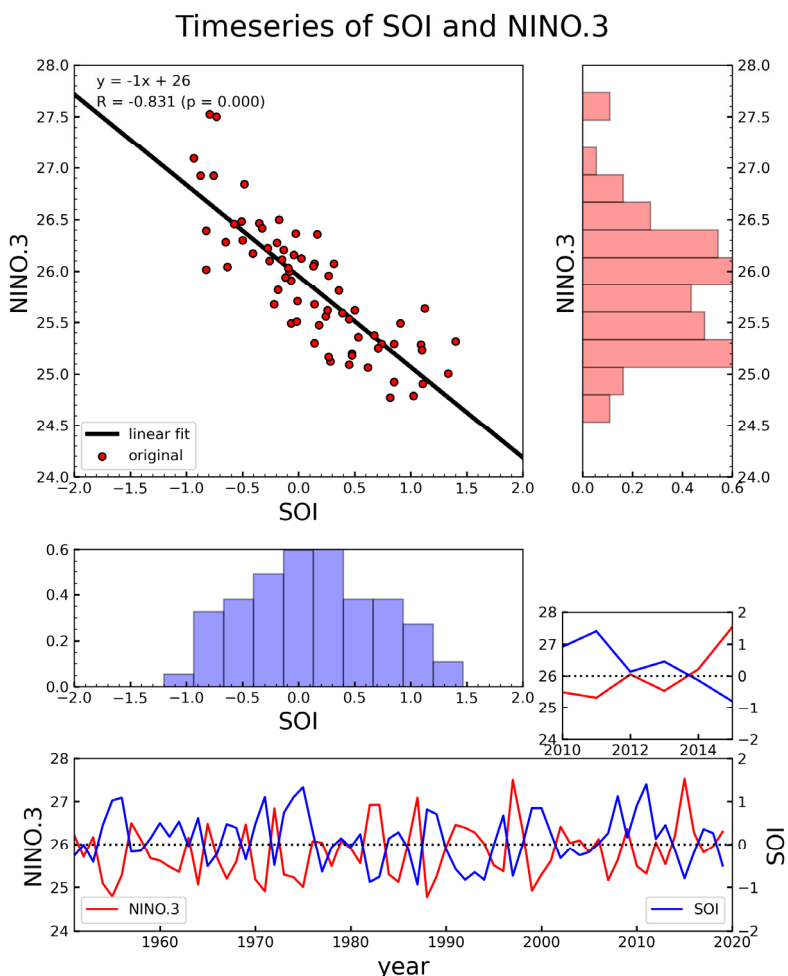 Timeseries of SOI and NINO.3
y = -1x + 26
R = -0.831 (p = 0.000)
28.0
27.5
27.0
26.5
26.0
25.5
25.0
24.5
24.0
NINO.3
linear fit
original
−2.0 −1.5 −1.0 −0.5 0.0 0.5 1.0 1.5 2.0
SOI
NINO.3
28.0
27.5
27.0
26.5
26.0
25.5
25.0
24.5
24.0
0.0 0.2 0.4 0.6
0.6
0.4
0.2
0.0
−2.0 −1.5 −1.0 −0.5 0.0 0.5 1.0 1.5 2.0
SOI
28 2
27 1
26 0
25 −1
24 −2
2010 2012 2014
28 2
27 1
26 0
25 −1
24 −2
NINO.3
SOI
NINO.3
SOI
1960 1970 1980 1990 2000 2010 2020
year